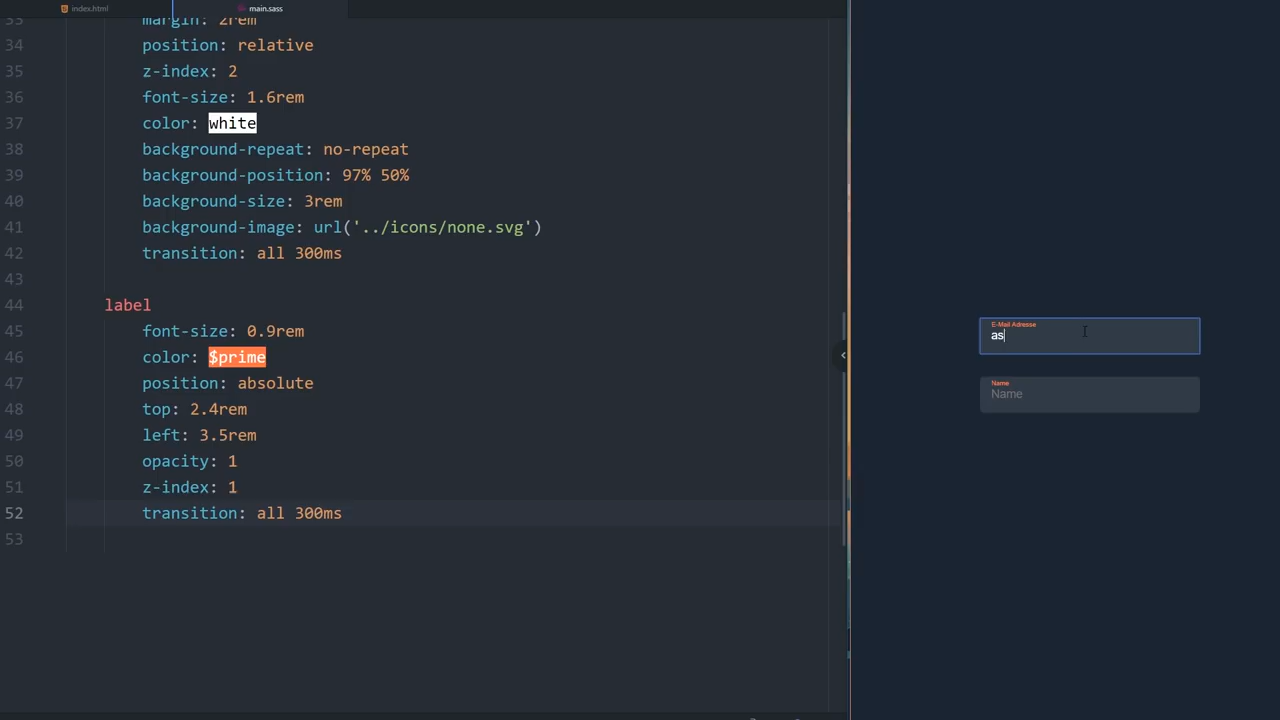 index.html
main.sass
33 margin: 2rem
34 position: relative
35 z-index: 2
36 font-size: 1.6rem
37 color: white
38 background-repeat: no-repeat
39 background-position: 97% 50%
40 background-size: 3rem
41 background-image: url('../icons/none.svg')
42 transition: all 300ms
43
44 label
45 font-size: 0.9rem
46 color: $prime
47 position: absolute
48 top: 2.4rem
49 left: 3.5rem
50 opacity: 1
51 z-index: 1
52 transition: all 300ms
53
E-Mail Adresse
as
Name
Name